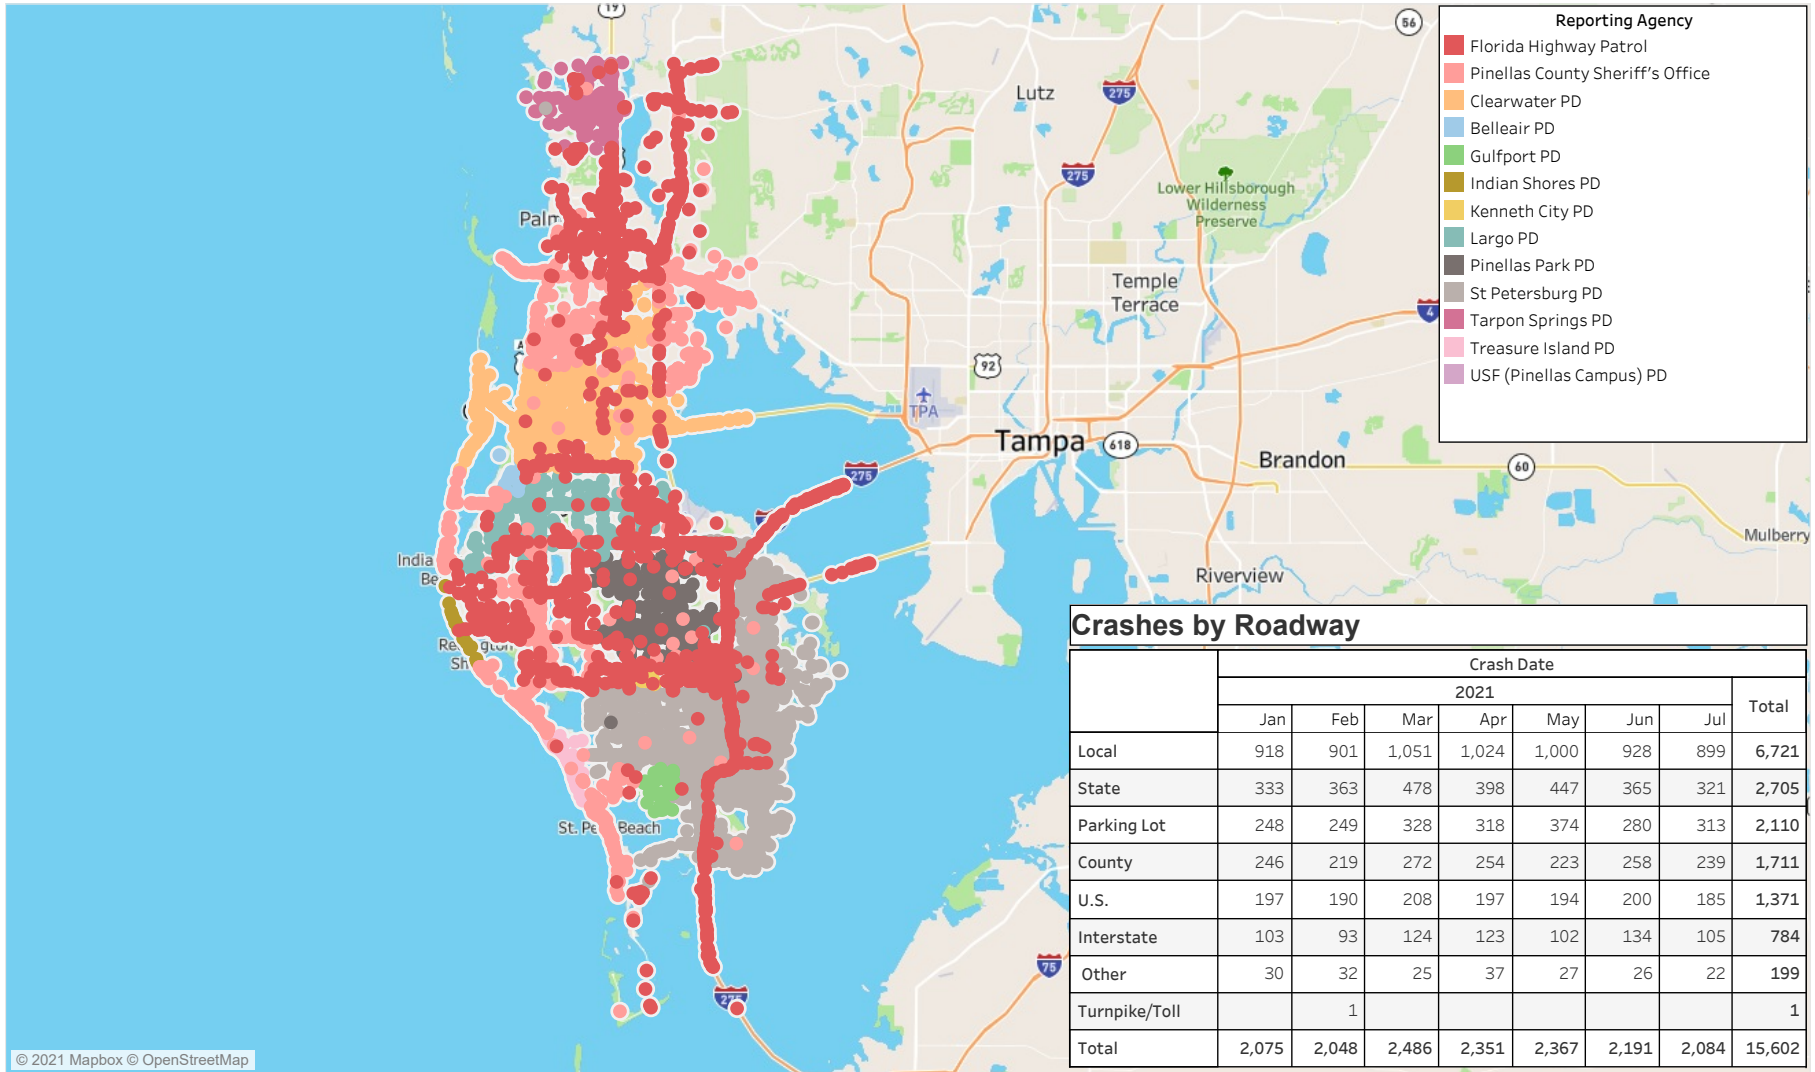 19
56
Lutz
275
275
Lower Hillsborough
Wilderness
Preserve
Palm
Temple
Terrace
4
92
TPA
Tampa
618
Brandon
60
275
Mulberry
India
Be
Riverview
Sh
St. Pe Beach
75
275
© 2021 Mapbox © OpenStreetMap
Reporting Agency
Florida Highway Patrol
Pinellas County Sheriff's Office
Clearwater PD
Belleair PD
Gulfport PD
Indian Shores PD
Kenneth City PD
Largo PD
Pinellas Park PD
St Petersburg PD
Tarpon Springs PD
Treasure Island PD
USF (Pinellas Campus) PD
Crashes by Roadway
Crash Date
2021 Total
Jan Feb Mar Apr May Jun Jul
Local 918 901 1,051 1,024 1,000 928 899 6,721
State 333 363 478 398 447 365 321 2,705
Parking Lot 248 249 328 318 374 280 313 2,110
County 246 219 272 254 223 258 239 1,711
U.S. 197 190 208 197 194 200 185 1,371
Interstate 103 93 124 123 102 134 105 784
Other 30 32 25 37 27 26 22 199
Turnpike/Toll 1 1
Total 2,075 2,048 2,486 2,351 2,367 2,191 2,084 15,602